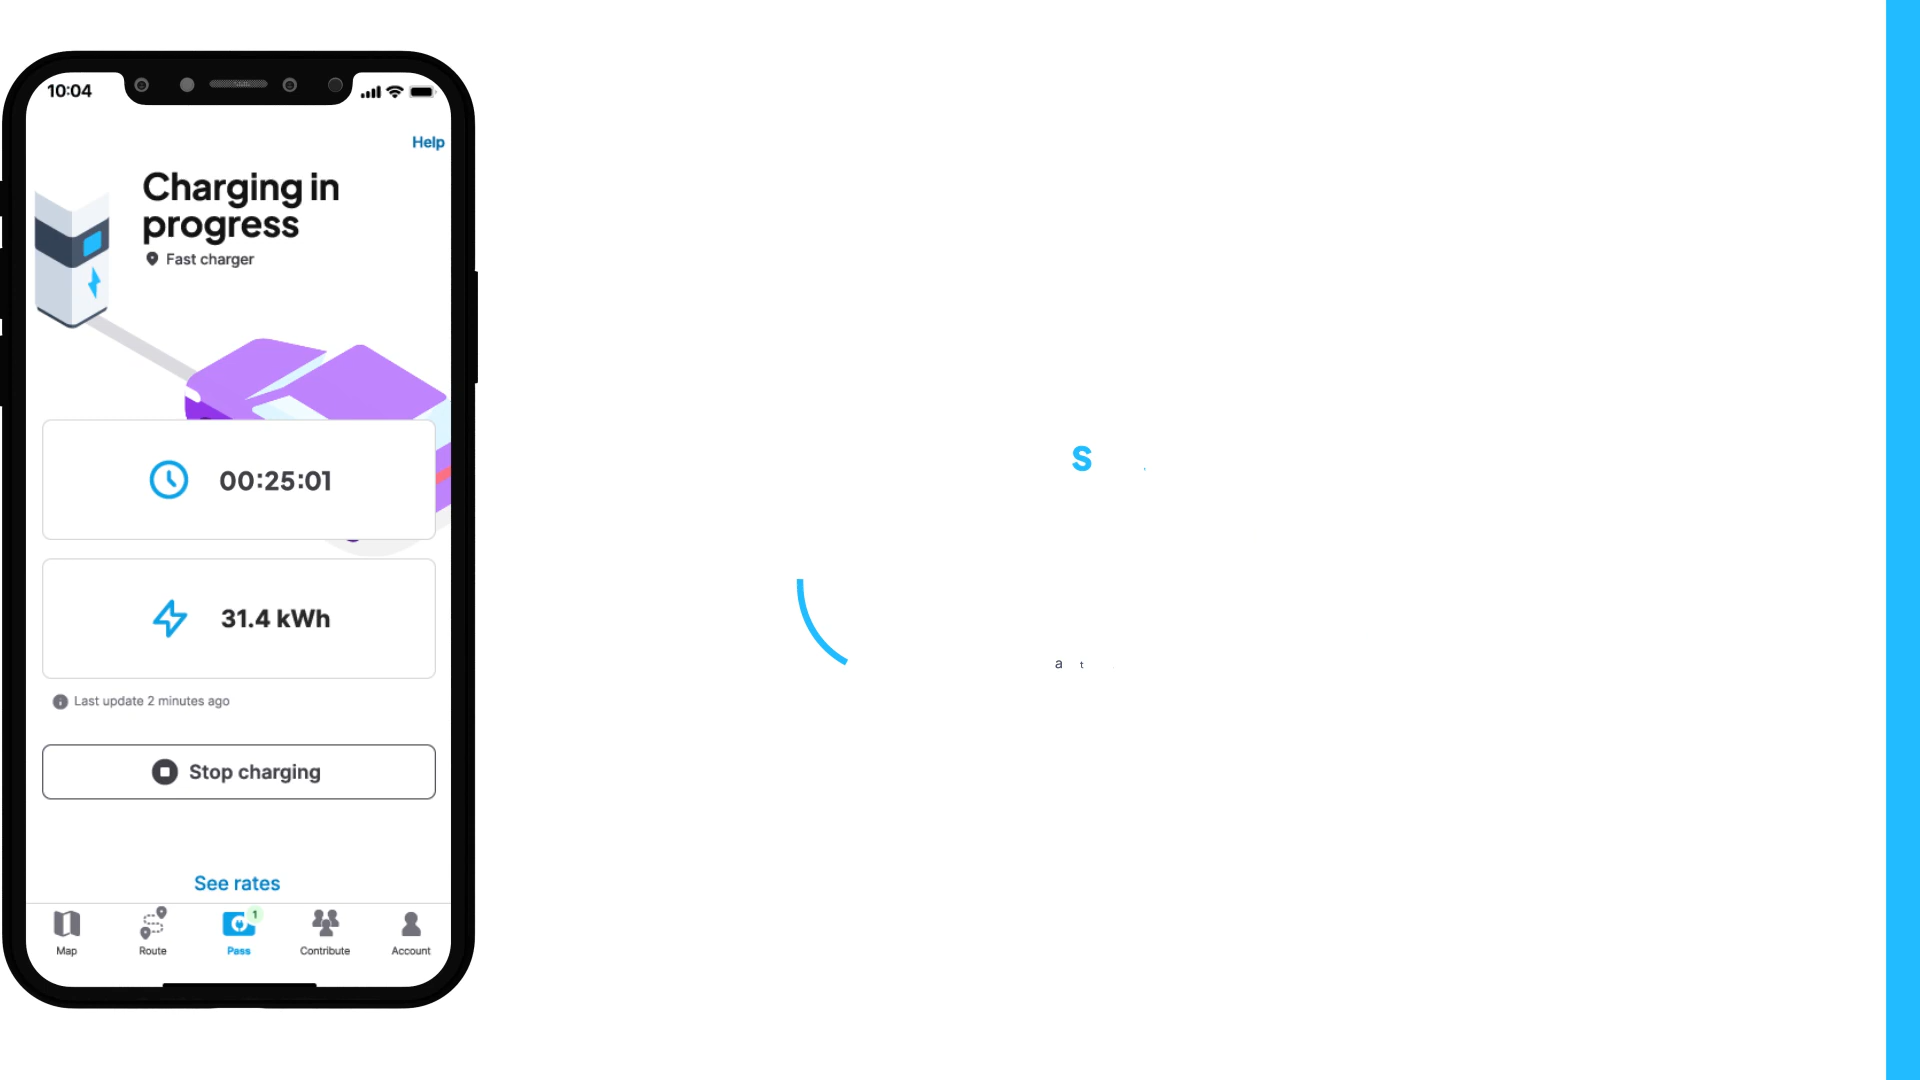 10:04
Help
Charging in
progress
Fast charger
00:25:01
31.4 kWh
Last update 2 minutes ago
Stop charging
See rates
1
Map
Route
Pass
Contribute
Account
S
a t